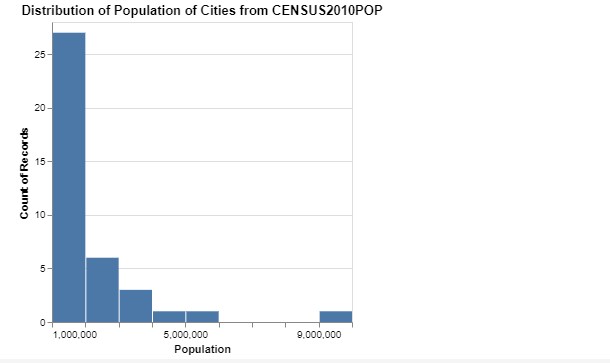 Distribution of Population of Cities from CENSUS2010POP
25
20
15
10
5
0
Count of Records
1,000,000 5,000,000 9,000,000
Population